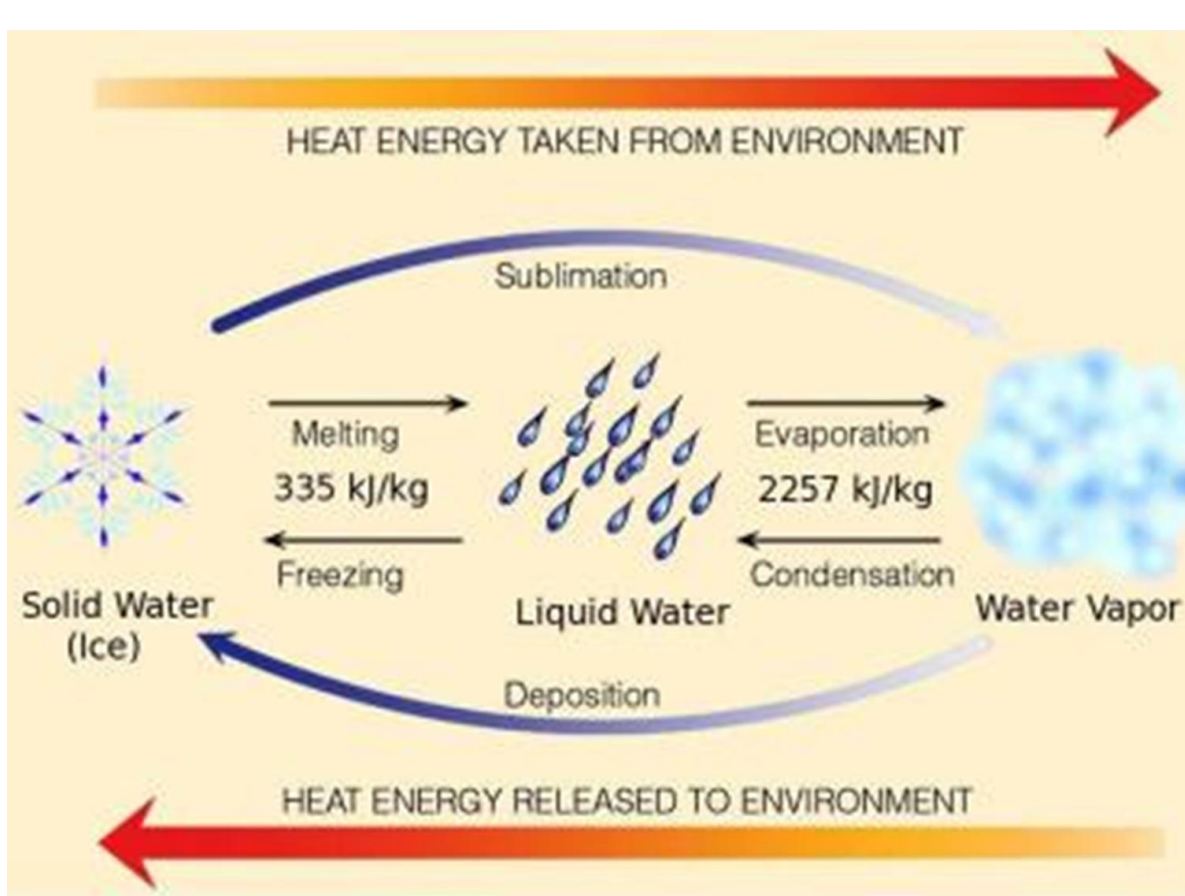 HEAT ENERGY TAKEN FROM ENVIRONMENT
Sublimation
Melting
335 kJ/kg
Freezing
Evaporation
2257 kJ/kg
Condensation
Solid Water
(Ice)
Liquid Water
Water Vapor
Deposition
HEAT ENERGY RELEASED TO ENVIRONMENT